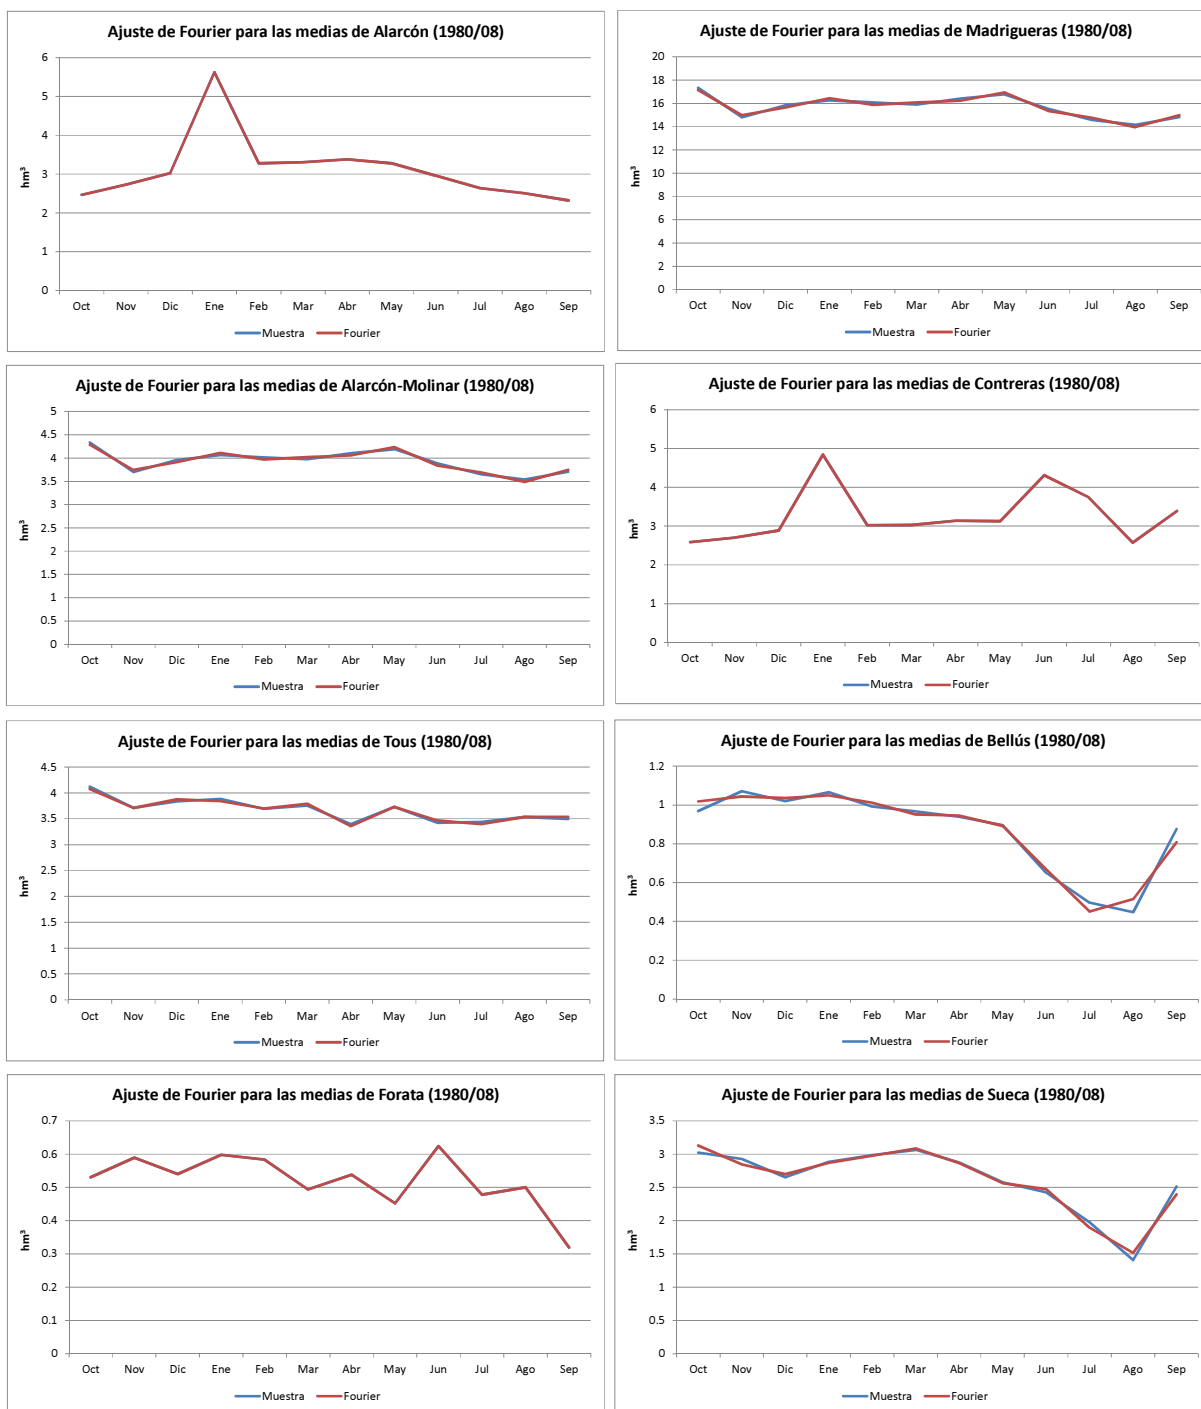 Ajuste de Fourier para las medias de Alarcón (1980/08)
6
5
4
3
2
1
0
hm³
Oct Nov Dic Ene Feb Mar Abr May Jun Jul Ago Sep
Muestra Fourier
Ajuste de Fourier para las medias de Madrigueras (1980/08)
20
18
16
14
12
10
8
6
4
2
0
hm³
Oct Nov Dic Ene Feb Mar Abr May Jun Jul Ago Sep
Muestra Fourier
Ajuste de Fourier para las medias de Alarcón-Molinar (1980/08)
5
4.5
4
3.5
3
2.5
2
1.5
1
0.5
0
hm³
Oct Nov Dic Ene Feb Mar Abr May Jun Jul Ago Sep
Muestra Fourier
Ajuste de Fourier para las medias de Contreras (1980/08)
6
5
4
3
2
1
0
hm³
Oct Nov Dic Ene Feb Mar Abr May Jun Jul Ago Sep
Muestra Fourier
Ajuste de Fourier para las medias de Tous (1980/08)
4.5
4
3.5
3
2.5
2
1.5
1
0.5
0
hm³
Oct Nov Dic Ene Feb Mar Abr May Jun Jul Ago Sep
Muestra Fourier
Ajuste de Fourier para las medias de Bellús (1980/08)
1.2
1
0.8
0.6
0.4
0.2
0
hm³
Oct Nov Dic Ene Feb Mar Abr May Jun Jul Ago Sep
Muestra Fourier
Ajuste de Fourier para las medias de Forata (1980/08)
0.7
0.6
0.5
0.4
0.3
0.2
0.1
0
hm³
Oct Nov Dic Ene Feb Mar Abr May Jun Jul Ago Sep
Muestra Fourier
Ajuste de Fourier para las medias de Sueca (1980/08)
3.5
3
2.5
2
1.5
1
0.5
0
hm³
Oct Nov Dic Ene Feb Mar Abr May Jun Jul Ago Sep
Muestra Fourier